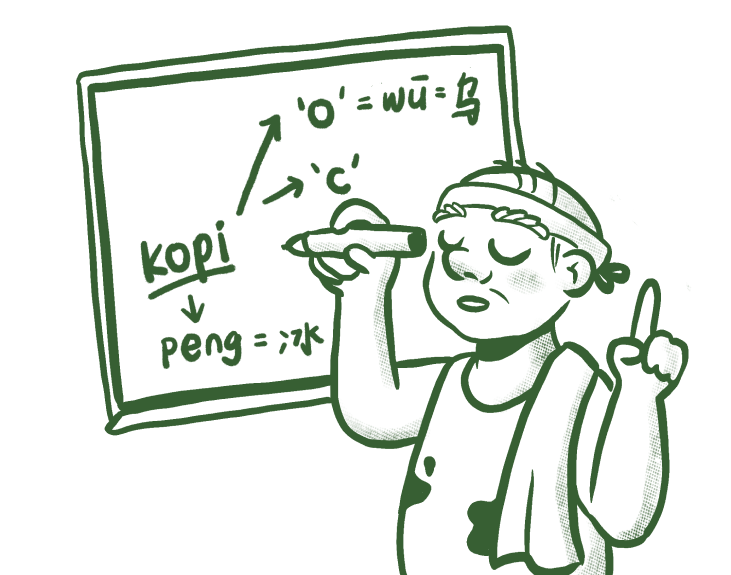 'O' = wū = 乌
'C'
kopi
peng = 冰